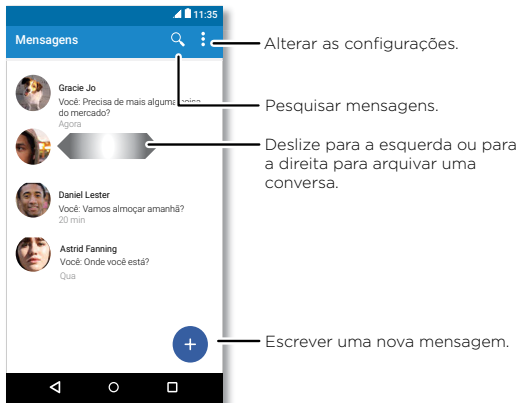 11:35
Mensagens
Alterar as configurações.
Gracie Jo
Você: Precisa de mais alguma coisa
do mercado?
Agora
Pesquisar mensagens.
Deslize para a esquerda ou para
a direita para arquivar uma
conversa.
Daniel Lester
Você: Vamos almoçar amanhã?
20 min
Astrid Fanning
Você: Onde você está?
Qua
Escrever uma nova mensagem.